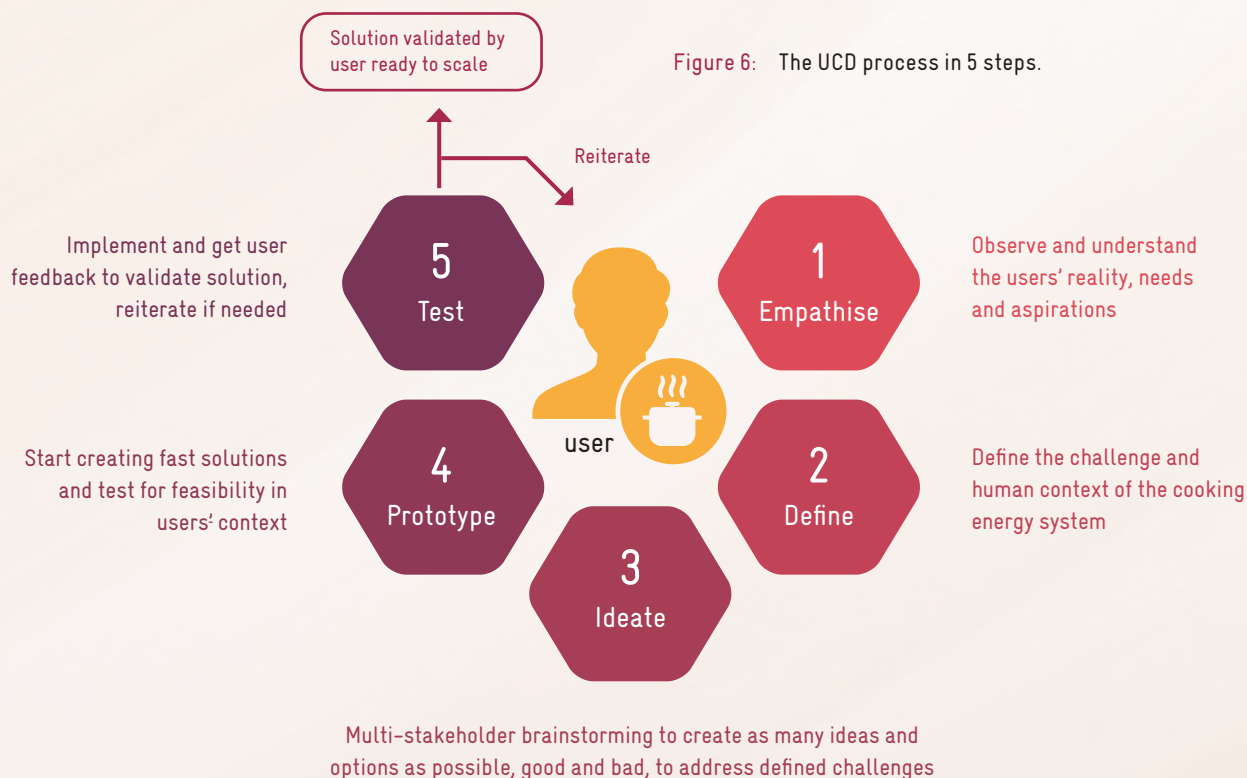 Solution validated by
user ready to scale
Figure 6: The UCD process in 5 steps.
Reiterate
5
Test
Implement and get user
feedback to validate solution,
reiterate if needed
1
Empathise
Observe and understand
the users' reality, needs
and aspirations
user
4
Prototype
Start creating fast solutions
and test for feasibility in
users' context
2
Define
Define the challenge and
human context of the cooking
energy system
3
Ideate
Multi-stakeholder brainstorming to create as many ideas and
options as possible, good and bad, to address defined challenges